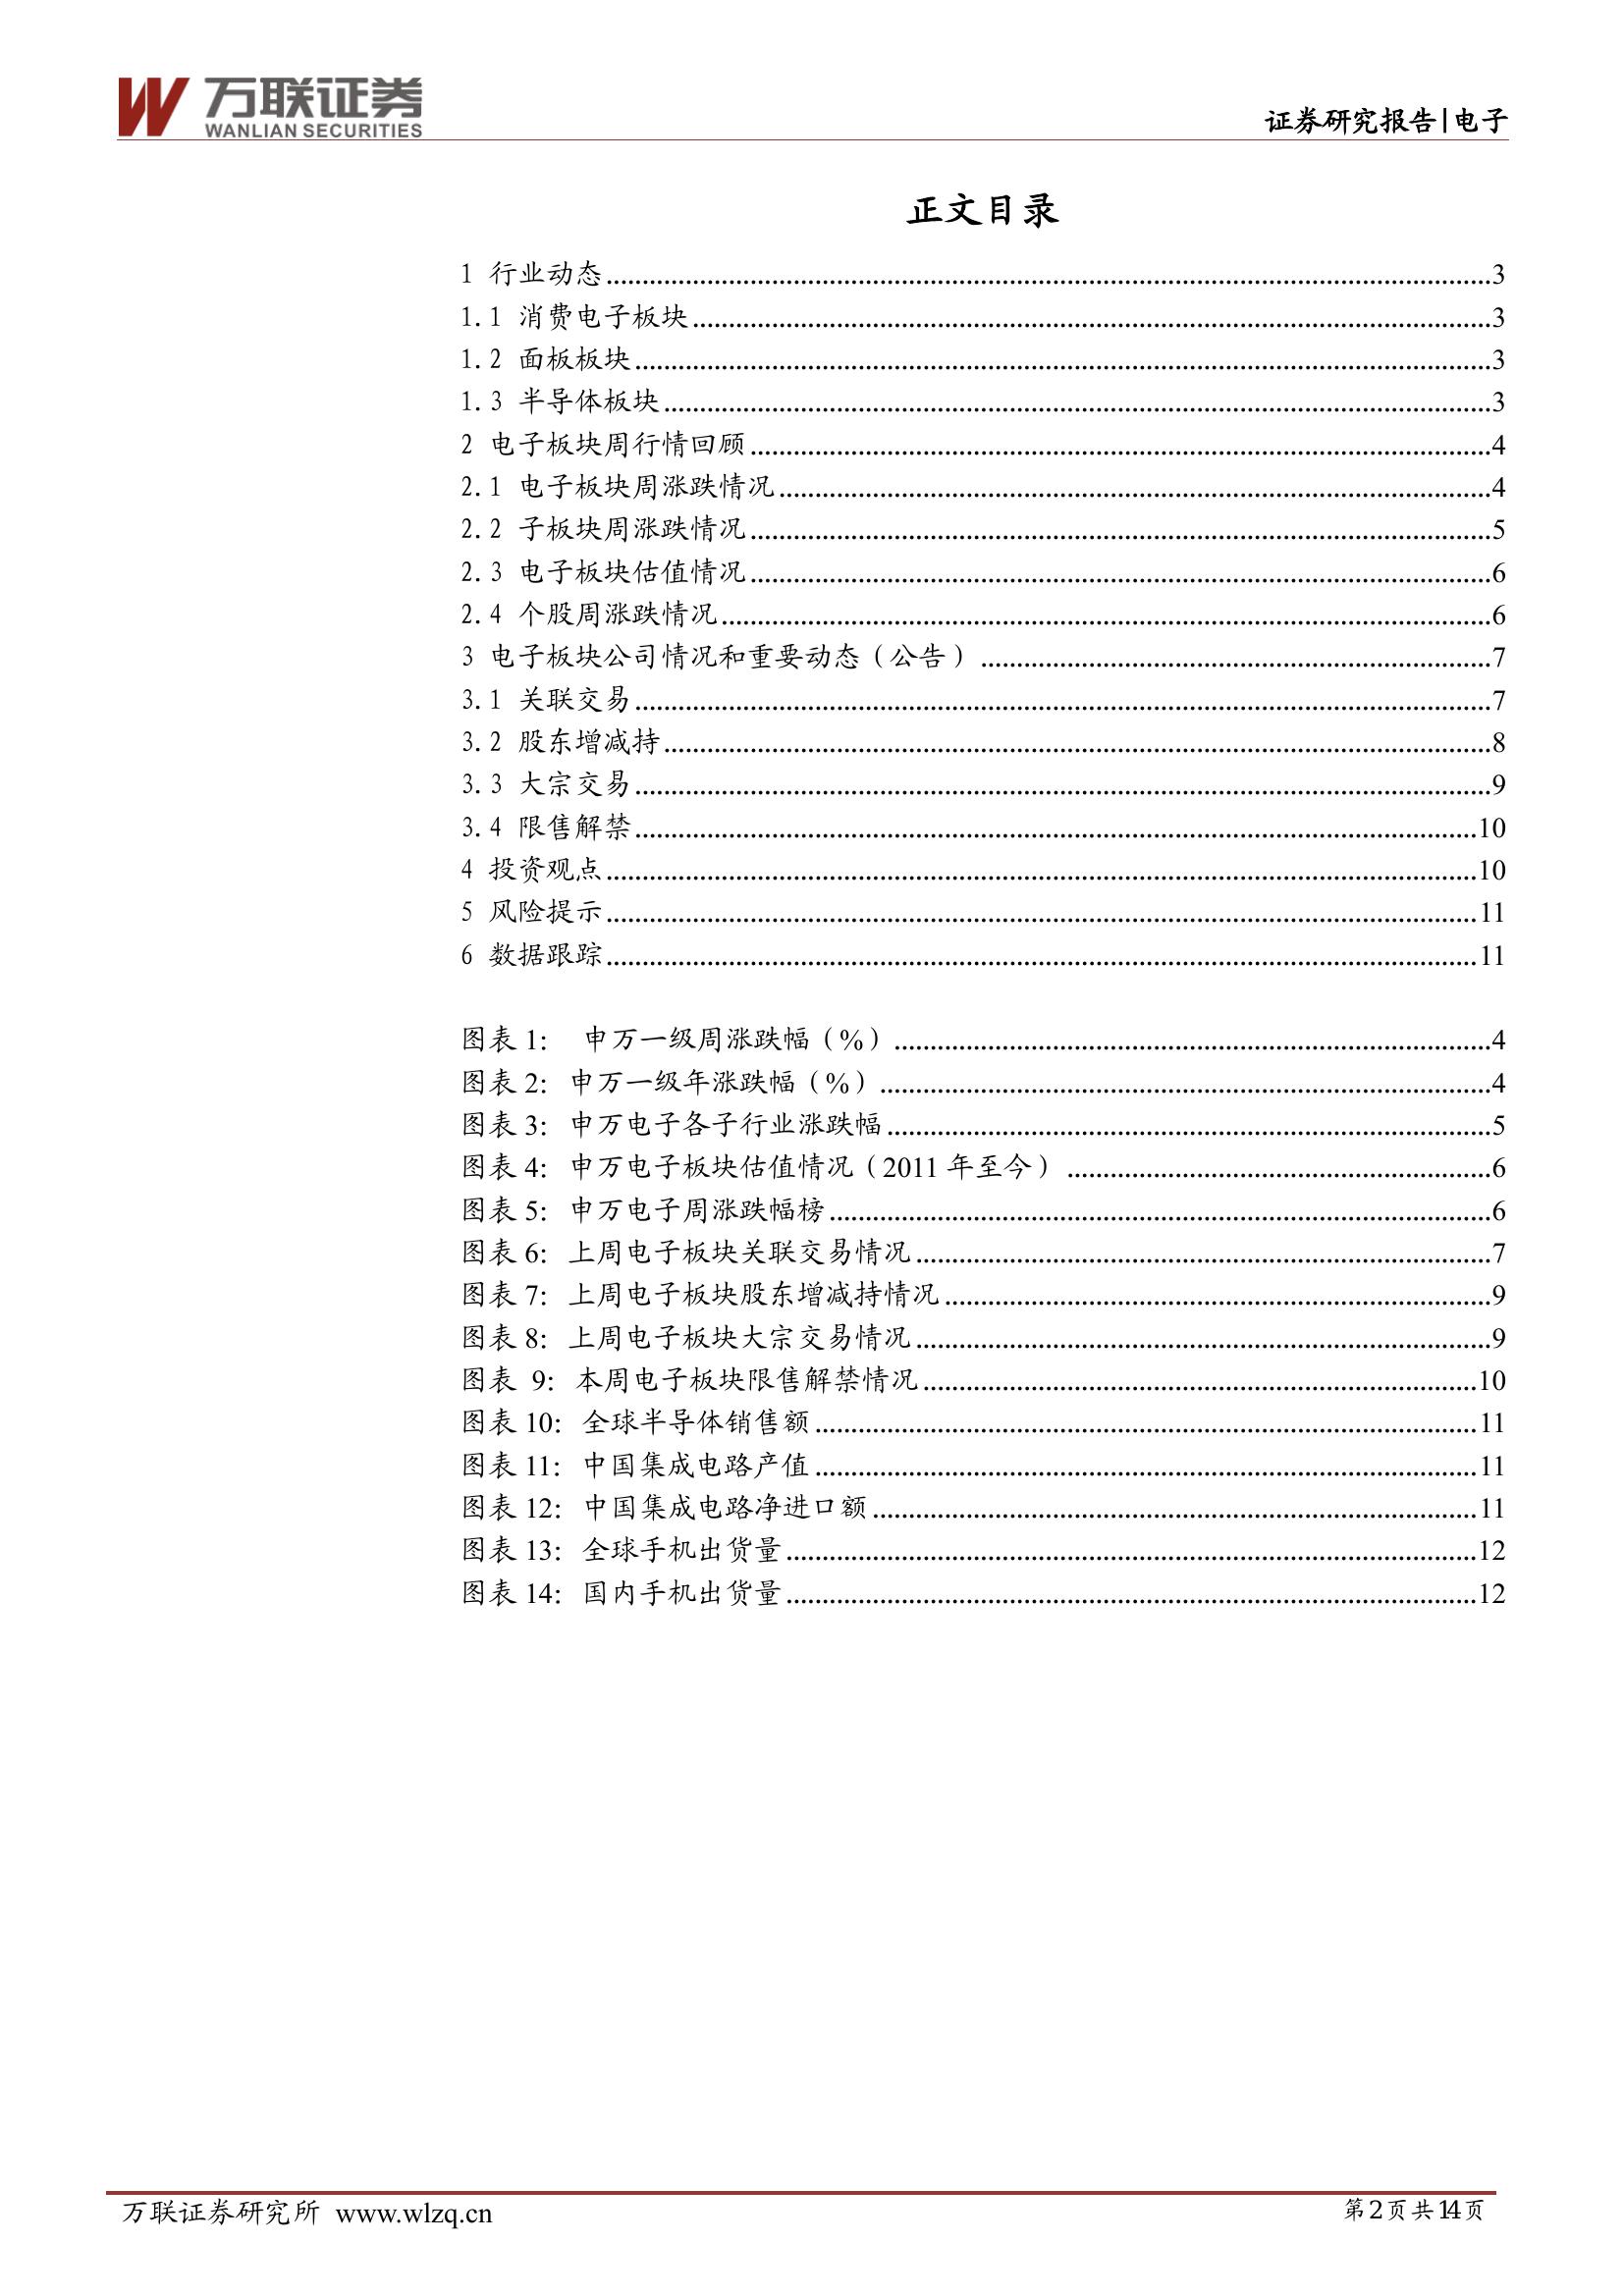 万联证券
WANLIAN SECURITIES
证券研究报告|电子
正文目录
1 行业动态...3
1.1 消费电子板块...3
1.2 面板板块...3
1.3 半导体板块...3
2 电子板块周行情回顾...4
2.1 电子板块周涨跌情况...4
2.2 子板块周涨跌情况...5
2.3 电子板块估值情况...6
2.4 个股周涨跌情况...6
3 电子板块公司情况和重要动态（公告）...7
3.1 关联交易...7
3.2 股东增减持...8
3.3 大宗交易...9
3.4 限售解禁...10
4 投资观点...10
5 风险提示...11
6 数据跟踪...11
图表 1： 申万一级周涨跌幅（%）...4
图表 2：申万一级年涨跌幅（%）...4
图表 3：申万电子各子行业涨跌幅...5
图表 4：申万电子板块估值情况（2011 年至今）...6
图表 5：申万电子周涨跌幅榜...6
图表 6：上周电子板块关联交易情况...7
图表 7：上周电子板块股东增减持情况...9
图表 8：上周电子板块大宗交易情况...9
图表 9：本周电子板块限售解禁情况...10
图表 10：全球半导体销售额...11
图表 11：中国集成电路产值...11
图表 12：中国集成电路净进口额...11
图表 13：全球手机出货量...12
图表 14：国内手机出货量...12
万联证券研究所 www.wlzq.cn
第2页共14页